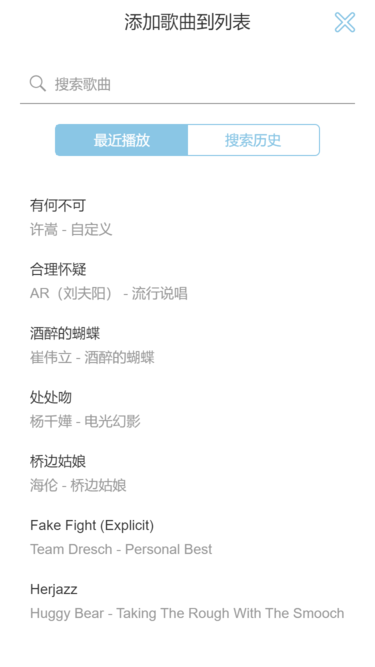 添加歌曲到列表
搜索歌曲
最近播放
搜索历史
有何不可
许嵩 - 自定义
合理怀疑
AR（刘夫阳） - 流行说唱
酒醉的蝴蝶
崔伟立 - 酒醉的蝴蝶
处处吻
杨千嬅 - 电光幻影
桥边姑娘
海伦 - 桥边姑娘
Fake Fight (Explicit)
Team Dresch - Personal Best
Herjazz
Huggy Bear - Taking The Rough With The Smooch